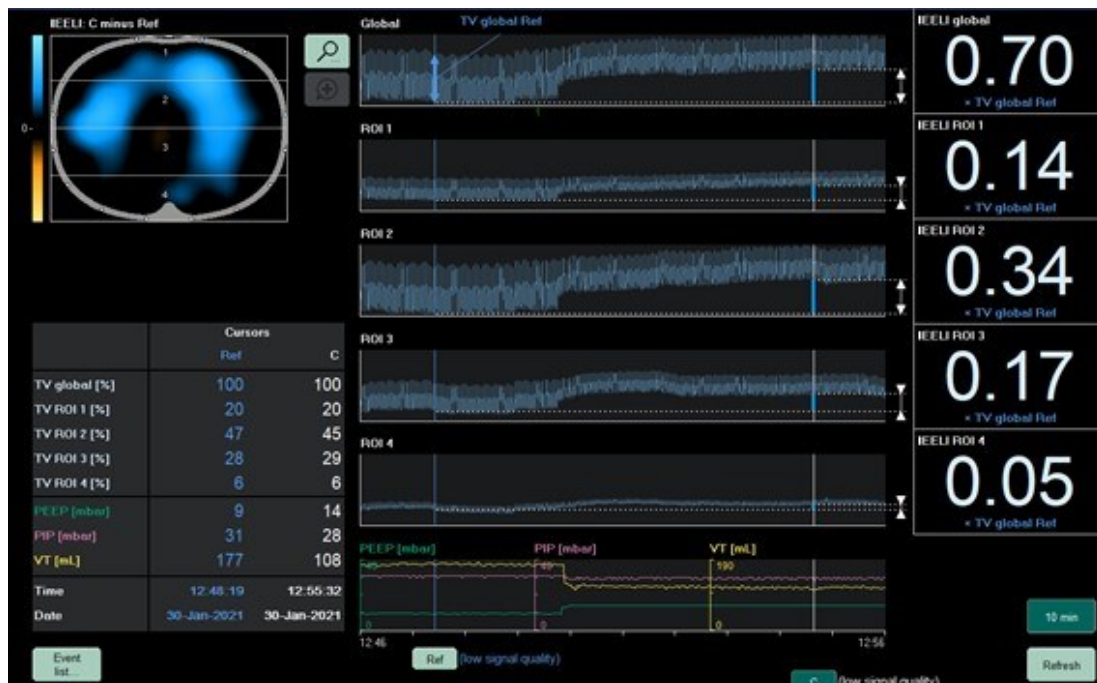 IEELI: C minus Ref
1
2
0-
3
4
Global
TV global Ref
ROI 1
ROI 2
ROI 3
ROI 4
IEELI global
0.70
× TV global Ref
IEELI ROI 1
0.14
× TV global Ref
IEELI ROI 2
0.34
× TV global Ref
IEELI ROI 3
0.17
× TV global Ref
IEELI ROI 4
0.05
× TV global Ref
Cursors
Ref C
TV global [%] 100 100
TV ROI 1 [%] 20 20
TV ROI 2 [%] 47 45
TV ROI 3 [%] 28 29
TV ROI 4 [%] 6 6
PEEP [mbar] 9 14
PIP [mbar] 31 28
VT [mL] 177 108
Time 12:48:19 12:55:32
Date 30-Jan-2021 30-Jan-2021
PEEP [mbar] PIP [mbar] VT [mL]
190
0 0 0
12:46 12:56
Event list...
Ref (low signal quality)
C (low signal quality)
10 min
Refresh